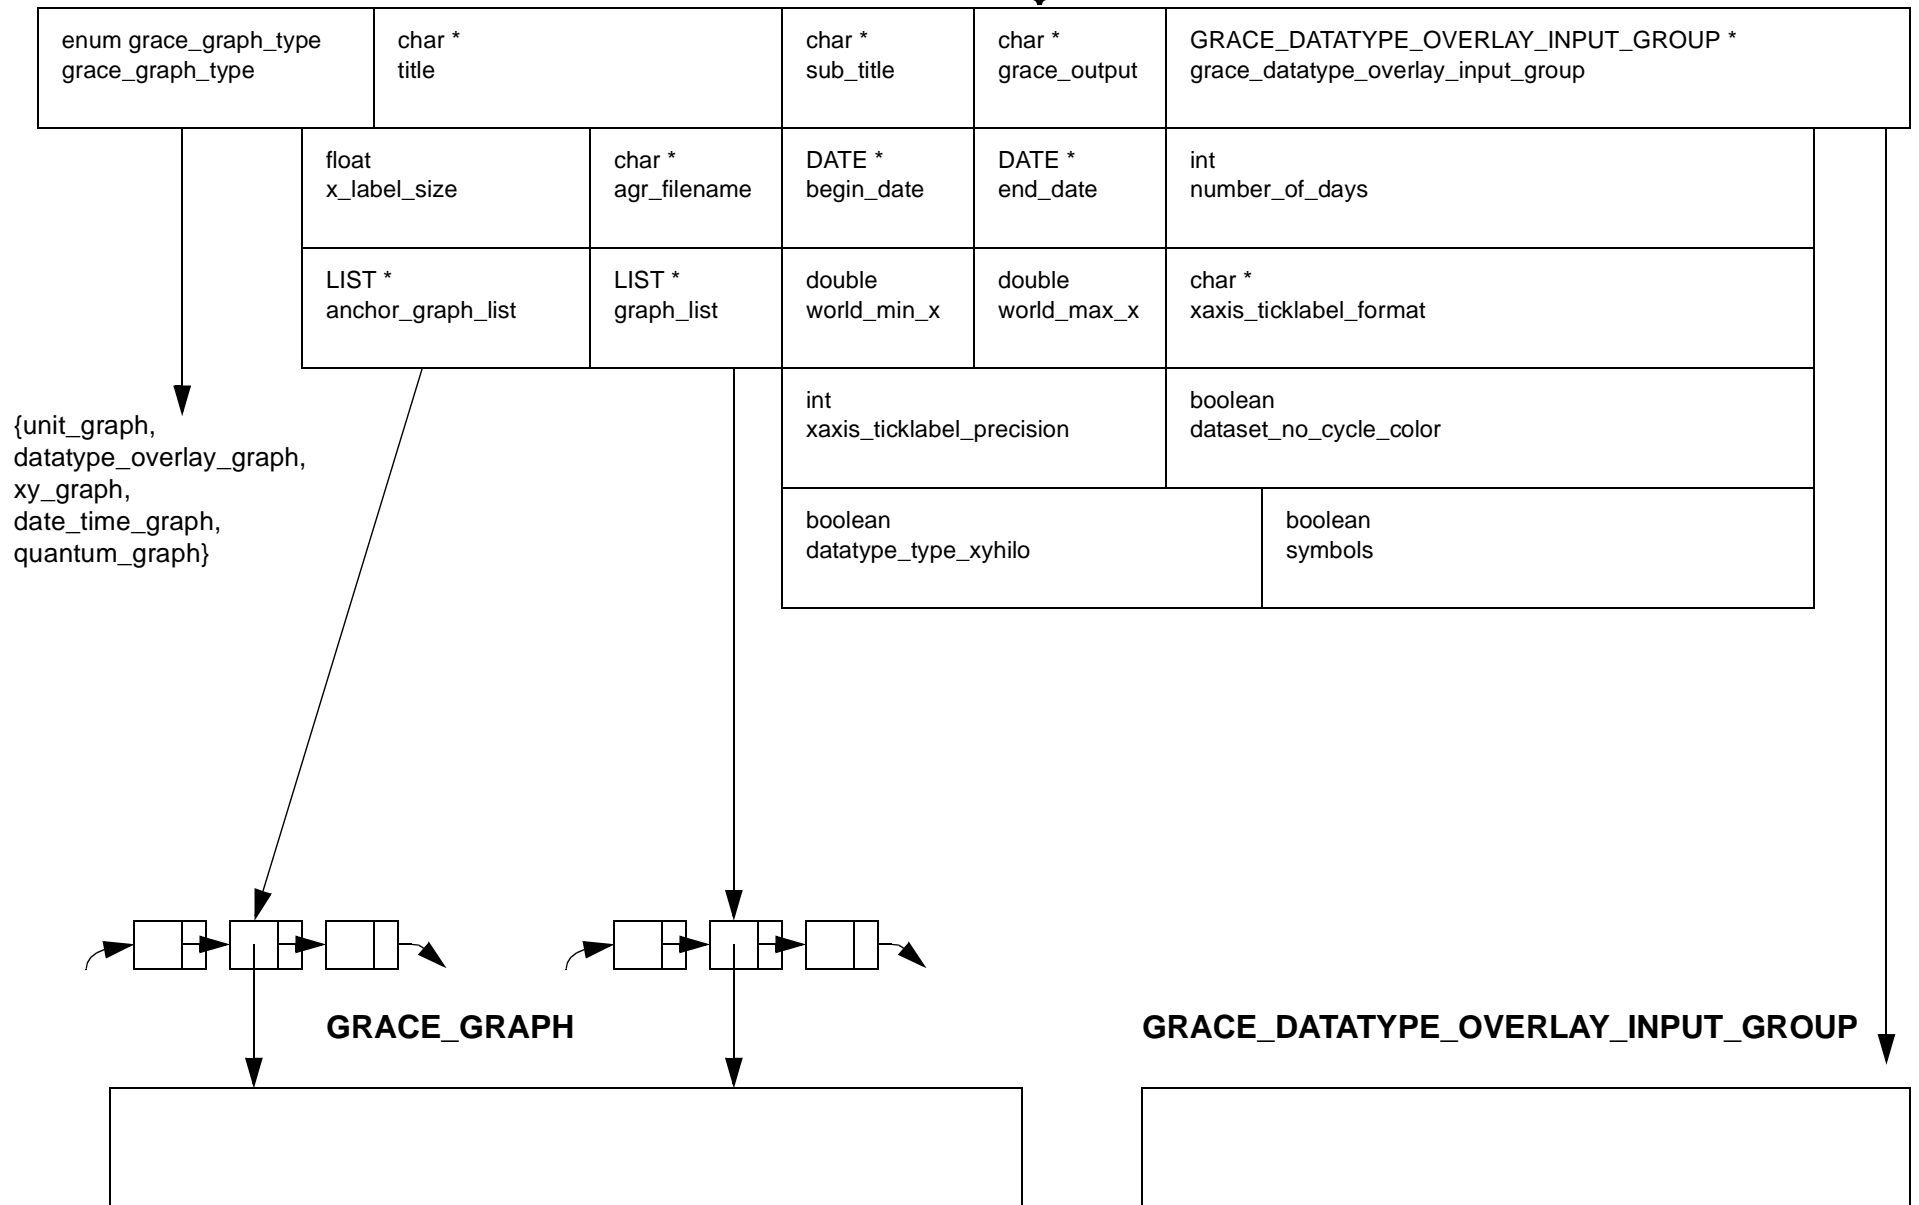 enum grace_graph_type
grace_graph_type
char *
title
char *
sub_title
char *
grace_output
GRACE_DATATYPE_OVERLAY_INPUT_GROUP *
grace_datatype_overlay_input_group
float
x_label_size
char *
agr_filename
DATE *
begin_date
DATE *
end_date
int
number_of_days
LIST *
anchor_graph_list
LIST *
graph_list
double
world_min_x
double
world_max_x
char *
xaxis_ticklabel_format
int
xaxis_ticklabel_precision
boolean
dataset_no_cycle_color
{unit_graph,
datatype_overlay_graph,
xy_graph,
date_time_graph,
quantum_graph}
boolean
datatype_type_xyhilo
boolean
symbols
GRACE_GRAPH
GRACE_DATATYPE_OVERLAY_INPUT_GROUP